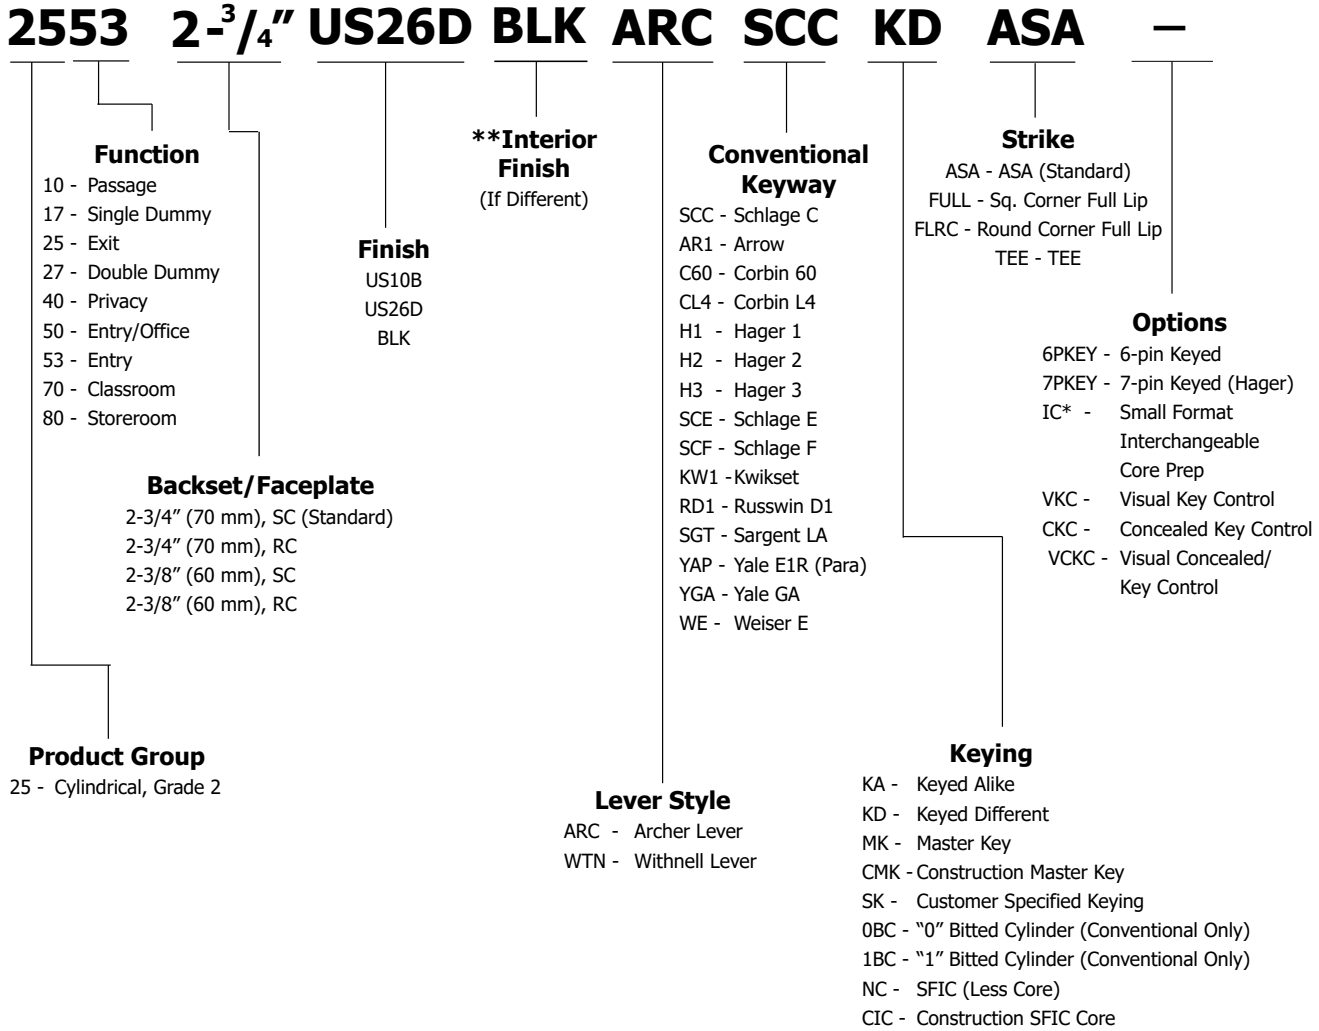 2553 2-3/4″ US26D BLK ARC SCC KD ASA –
Function
10 - Passage
17 - Single Dummy
25 - Exit
27 - Double Dummy
40 - Privacy
50 - Entry/Office
53 - Entry
70 - Classroom
80 - Storeroom
Backset/Faceplate
2-3/4″ (70 mm), SC (Standard)
2-3/4″ (70 mm), RC
2-3/8″ (60 mm), SC
2-3/8″ (60 mm), RC
Product Group
25 - Cylindrical, Grade 2
Finish
US10B
US26D
BLK
**Interior
Finish
(If Different)
Lever Style
ARC - Archer Lever
WTN - Withnell Lever
Conventional
Keyway
SCC - Schlage C
AR1 - Arrow
C60 - Corbin 60
CL4 - Corbin L4
H1 - Hager 1
H2 - Hager 2
H3 - Hager 3
SCE - Schlage E
SCF - Schlage F
KW1 -Kwikset
RD1 - Russwin D1
SGT - Sargent LA
YAP - Yale E1R (Para)
YGA - Yale GA
WE - Weiser E
Keying
KA - Keyed Alike
KD - Keyed Different
MK - Master Key
CMK - Construction Master Key
SK - Customer Specified Keying
0BC - “0” Bitted Cylinder (Conventional Only)
1BC - “1” Bitted Cylinder (Conventional Only)
NC - SFIC (Less Core)
CIC - Construction SFIC Core
Strike
ASA - ASA (Standard)
FULL - Sq. Corner Full Lip
FLRC - Round Corner Full Lip
TEE - TEE
Options
6PKEY - 6-pin Keyed
7PKEY - 7-pin Keyed (Hager)
IC* - Small Format
Interchangeable
Core Prep
VKC - Visual Key Control
CKC - Concealed Key Control
VCKC - Visual Concealed/
Key Control